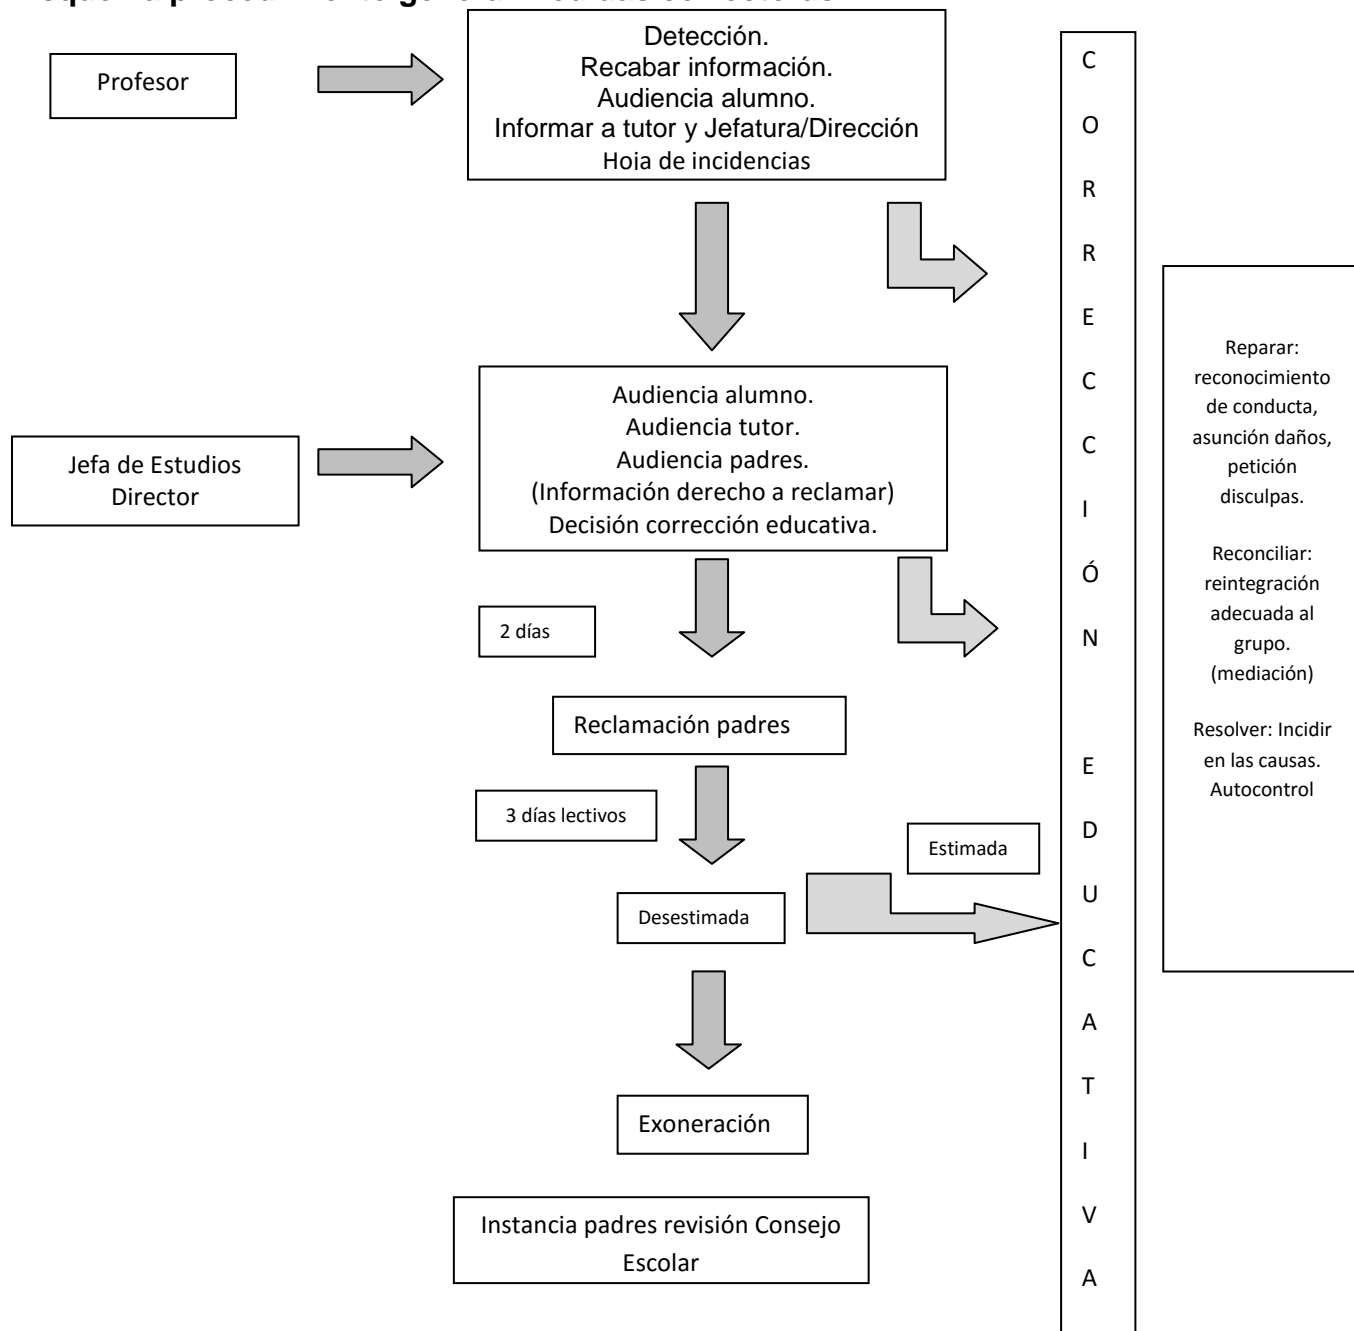 Profesor
Detección.
Recabar información.
Audiencia alumno.
Informar a tutor y Jefatura/Dirección
Hoja de incidencias
Jefa de Estudios
Director
Audiencia alumno.
Audiencia tutor.
Audiencia padres.
(Información derecho a reclamar)
Decisión corrección educativa.
2 días
Reclamación padres
3 días lectivos
Estimada
Desestimada
Exoneración
Instancia padres revisión Consejo
Escolar
C
O
R
R
E
C
C
I
Ó
N
E
D
U
C
A
T
I
V
A
Reparar:
reconocimiento
de conducta,
asunción daños,
petición
disculpas.
Reconciliar:
reintegración
adecuada al
grupo.
(mediación)
Resolver: Incidir
en las causas.
Autocontrol